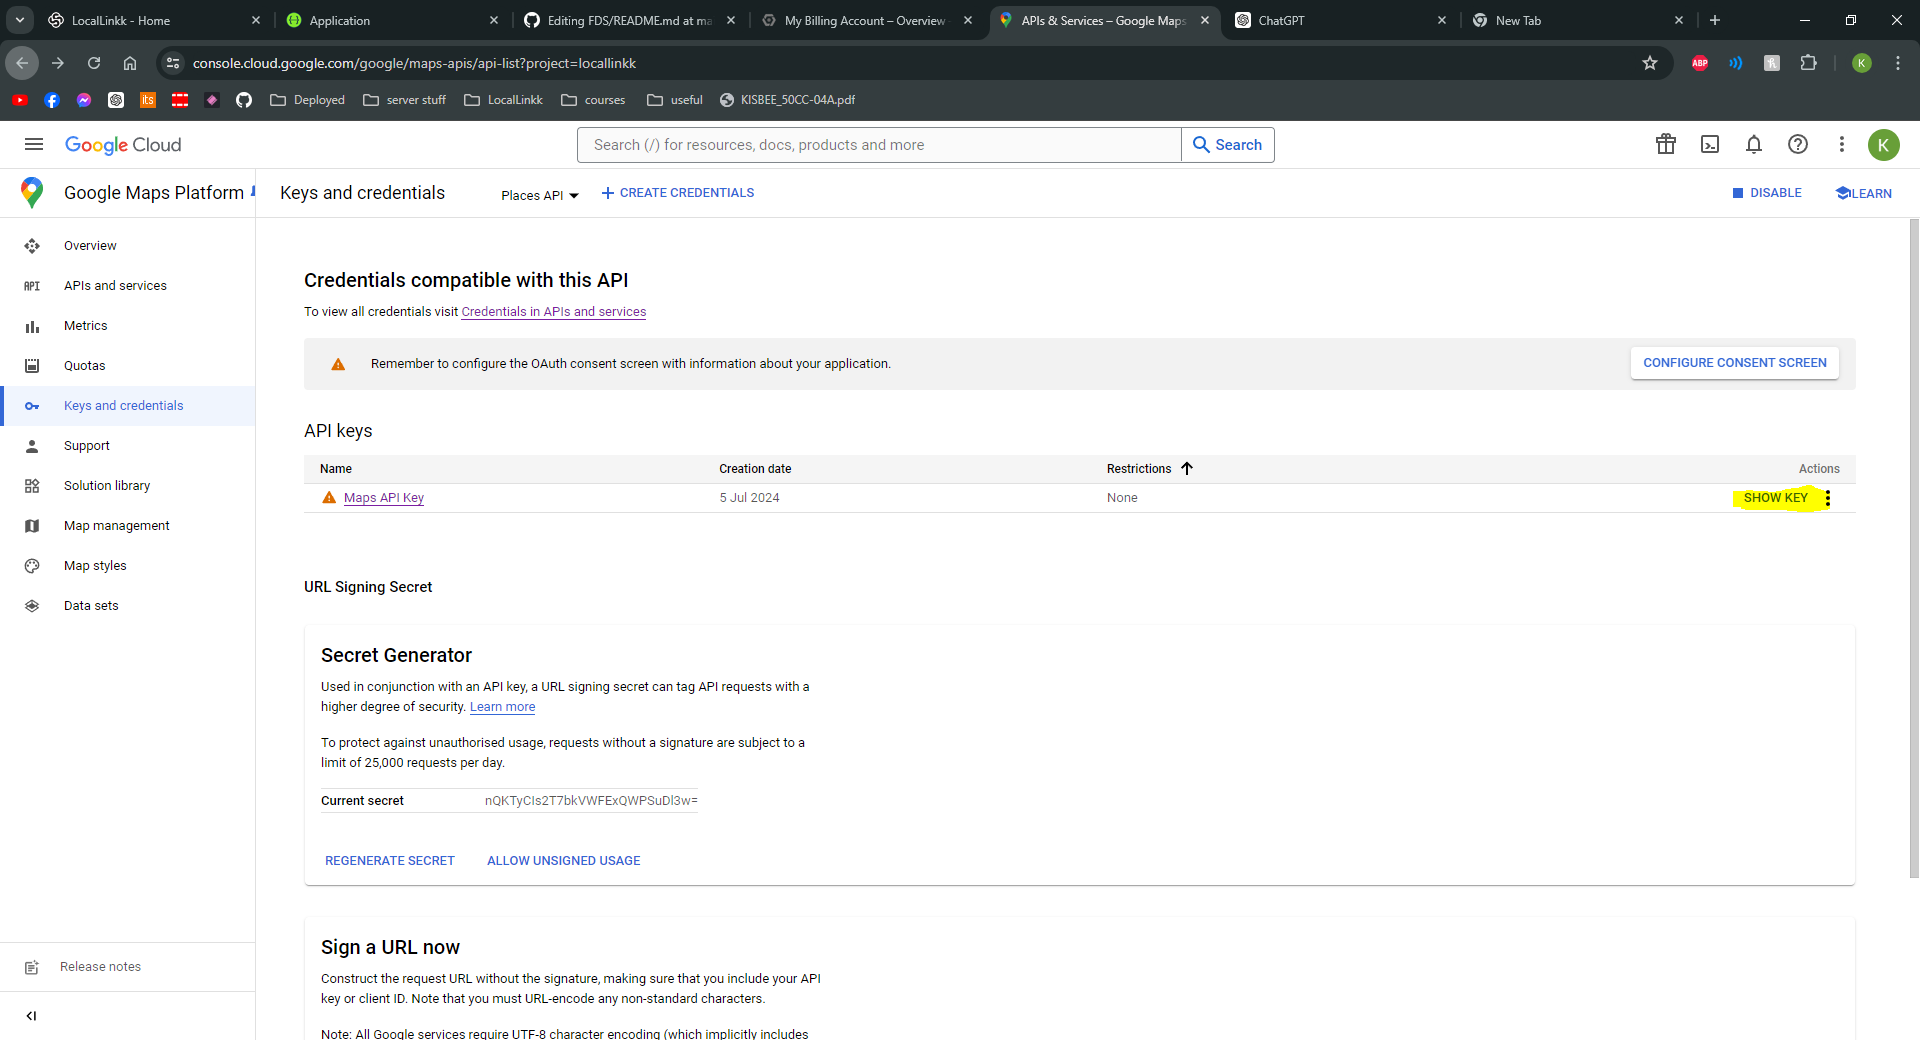 LocalLinkk - Home
Application
Editing FDS/README.md at ma
My Billing Account – Overview -
APIs & Services – Google Maps
ChatGPT
New Tab
console.cloud.google.com/google/maps-apis/api-list?project=locallinkk
ABP
K
its
Deployed
server stuff
LocalLinkk
courses
useful
KISBEE_50CC-04A.pdf
Google Cloud
Search (/) for resources, docs, products and more
Search
K
Google Maps Platform
Keys and credentials
Places API
CREATE CREDENTIALS
DISABLE
LEARN
Overview
API APIs and services
Metrics
Quotas
Keys and credentials
Support
Solution library
Map management
Map styles
Data sets
Release notes
Credentials compatible with this API
To view all credentials visit Credentials in APIs and services
Remember to configure the OAuth consent screen with information about your application.
CONFIGURE CONSENT SCREEN
API keys
Name Creation date Restrictions Actions
Maps API Key 5 Jul 2024 None SHOW KEY
URL Signing Secret
Secret Generator
Used in conjunction with an API key, a URL signing secret can tag API requests with a
higher degree of security. Learn more
To protect against unauthorised usage, requests without a signature are subject to a
limit of 25,000 requests per day.
Current secret nQKTyCIs2T7bkVWFExQWPSuDl3w=
REGENERATE SECRET ALLOW UNSIGNED USAGE
Sign a URL now
Construct the request URL without the signature, making sure that you include your API
key or client ID. Note that you must URL-encode any non-standard characters.
Note: All Google services require UTF-8 character encoding (which implicitly includes